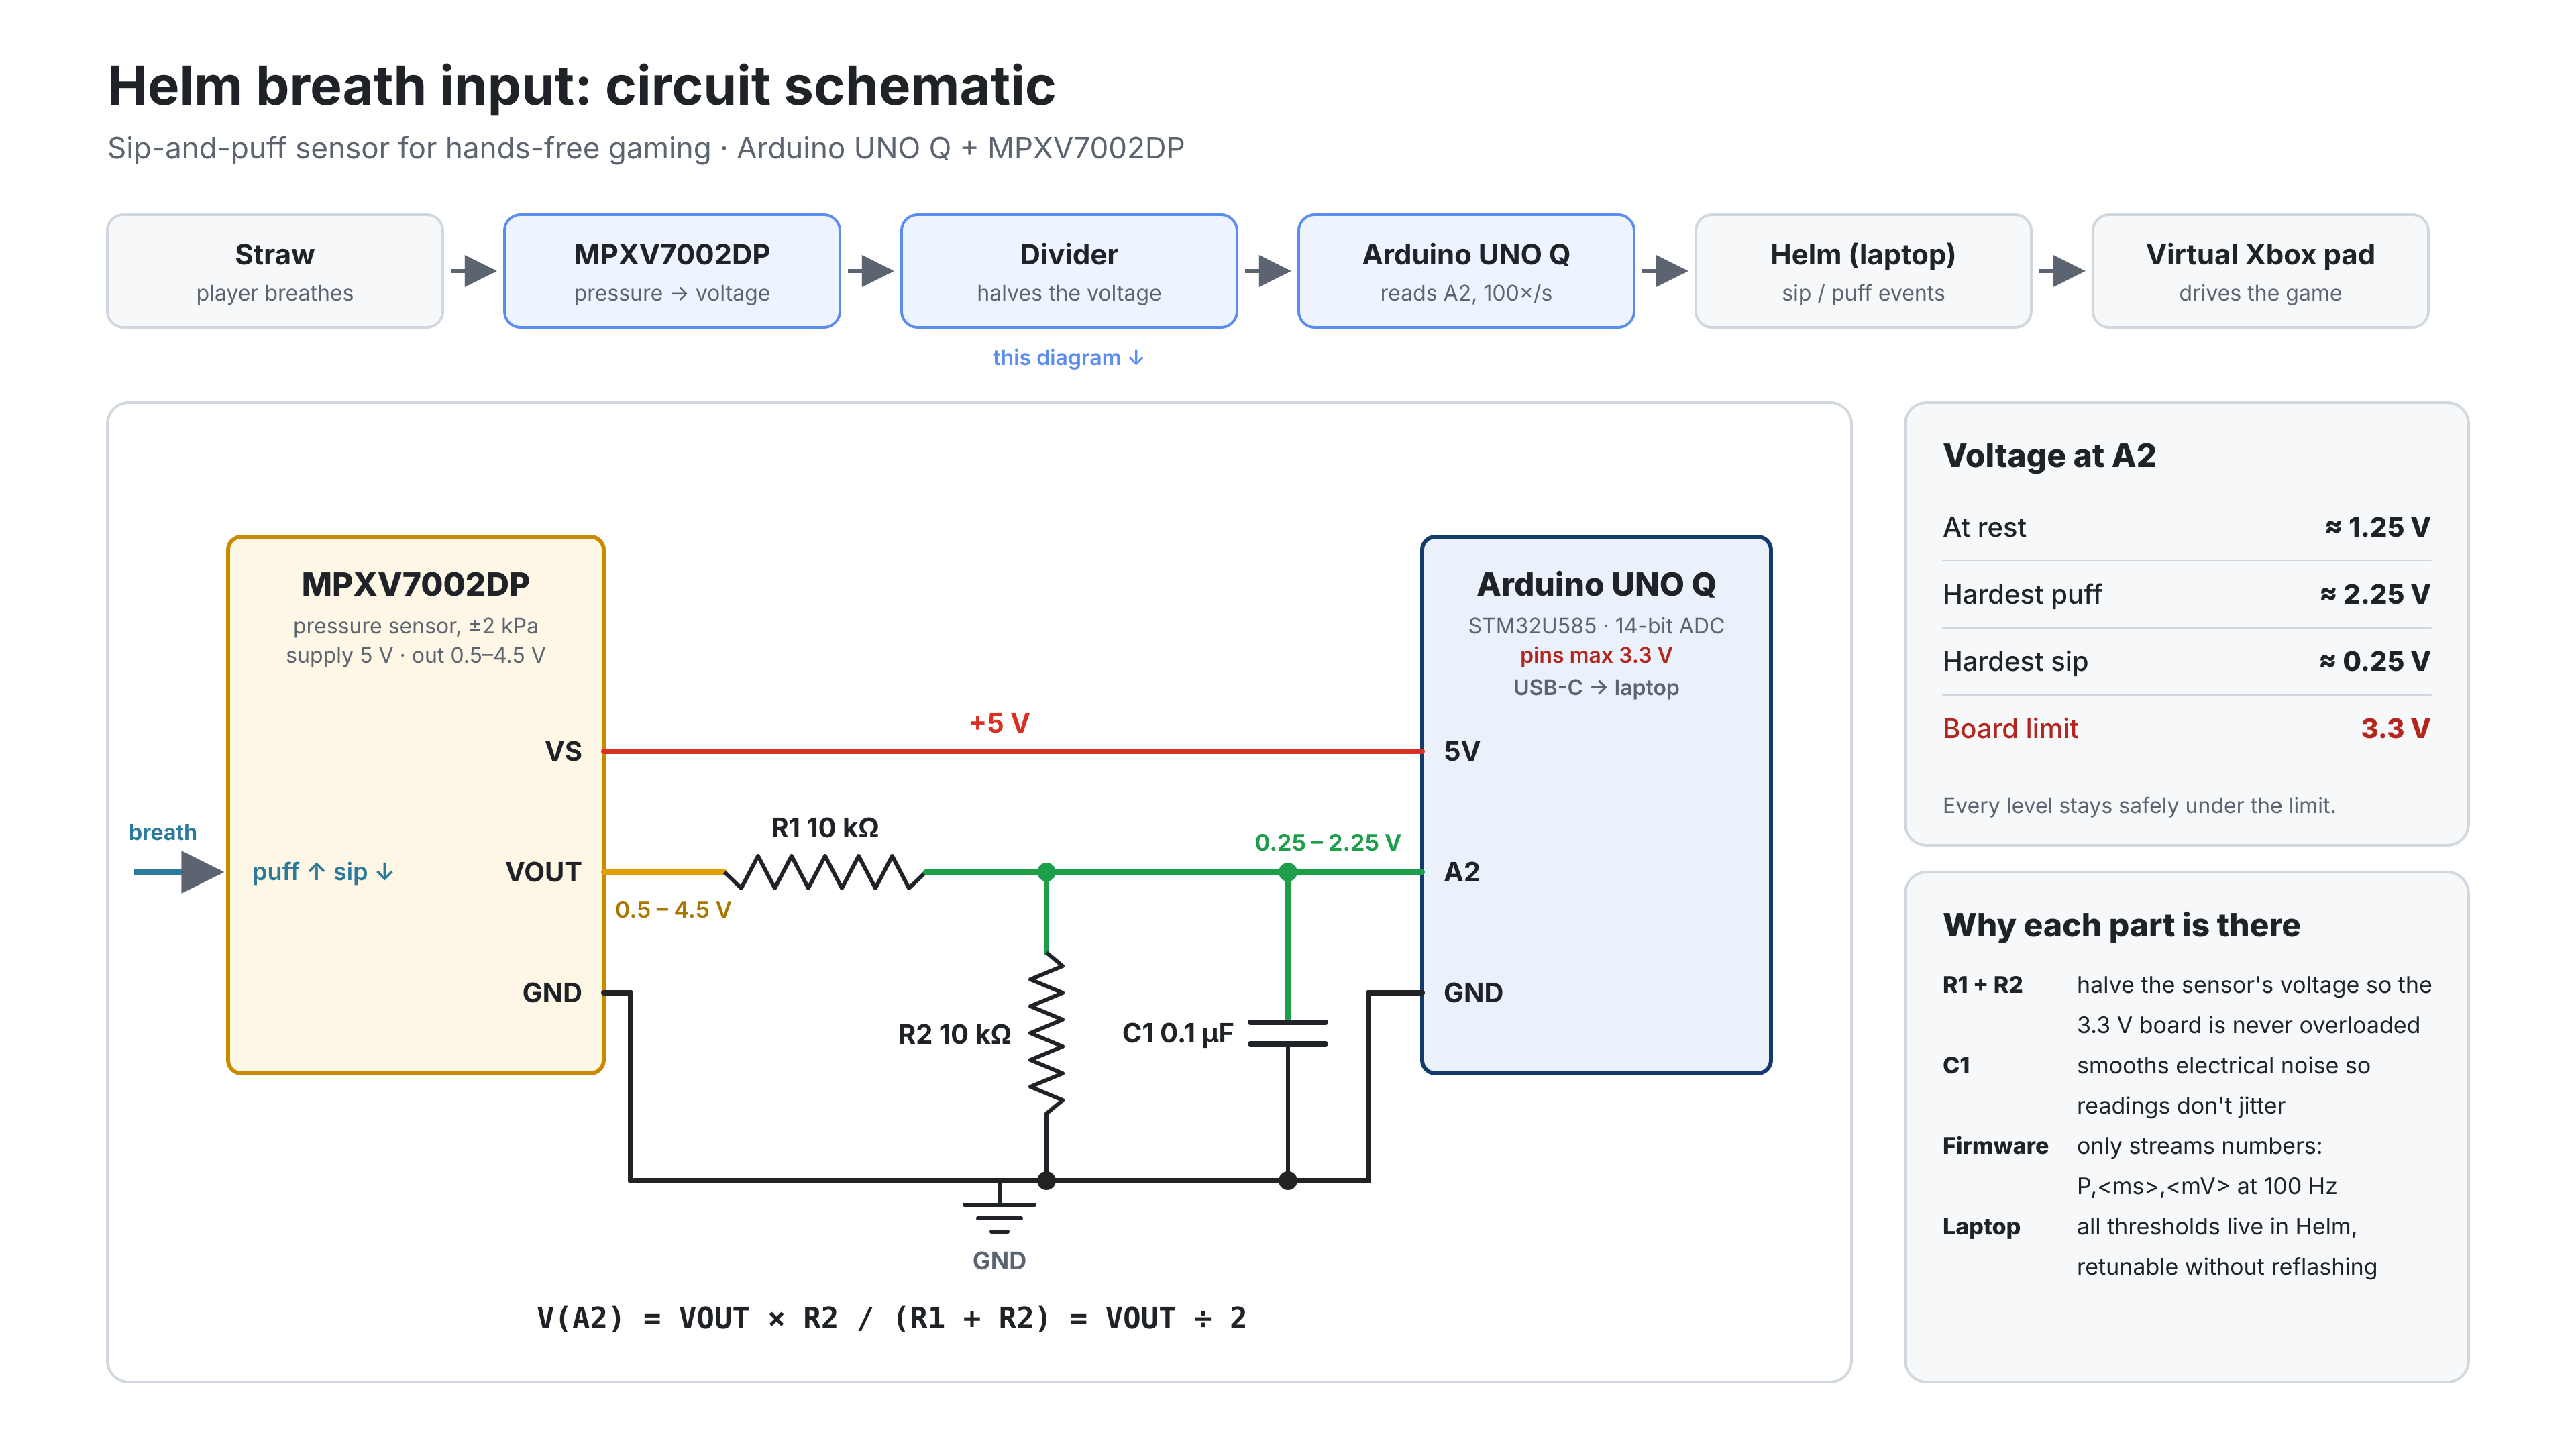 Helm breath input: circuit schematic
Sip-and-puff sensor for hands-free gaming · Arduino UNO Q + MPXV7002DP
Straw
player breathes
MPXV7002DP
pressure → voltage
Divider
halves the voltage
Arduino UNO Q
reads A2, 100×/s
Helm (laptop)
sip / puff events
Virtual Xbox pad
drives the game
this diagram ↓
MPXV7002DP
pressure sensor, ±2 kPa
supply 5 V · out 0.5–4.5 V
VS
breath
puff ↑ sip ↓
VOUT
GND
+5 V
R1 10 kΩ
0.5 – 4.5 V
0.25 – 2.25 V
R2 10 kΩ
C1 0.1 µF
GND
Arduino UNO Q
STM32U585 · 14-bit ADC
pins max 3.3 V
USB-C → laptop
5V
A2
GND
V(A2) = VOUT × R2 / (R1 + R2) = VOUT ÷ 2
Voltage at A2
At rest ≈ 1.25 V
Hardest puff ≈ 2.25 V
Hardest sip ≈ 0.25 V
Board limit 3.3 V
Every level stays safely under the limit.
Why each part is there
R1 + R2 halve the sensor's voltage so the
3.3 V board is never overloaded
C1 smooths electrical noise so
readings don't jitter
Firmware only streams numbers:
P,<ms>,<mV> at 100 Hz
Laptop all thresholds live in Helm,
retunable without reflashing